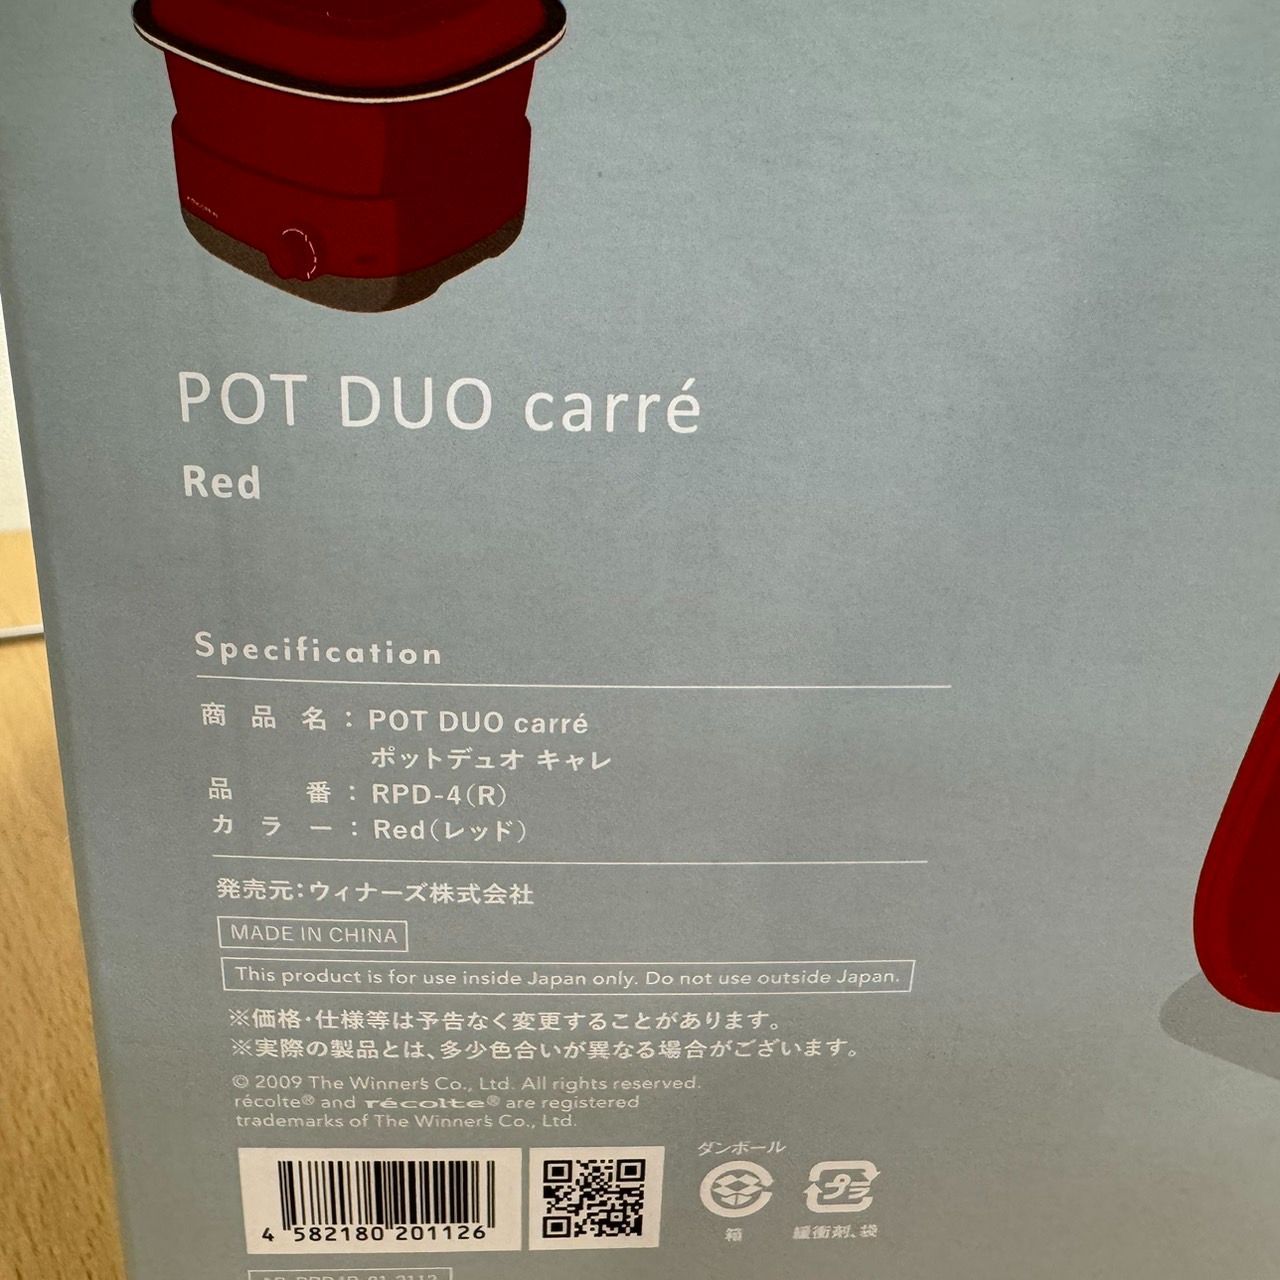 POT DUO carré
Red
Specification
商品名：POT DUO carré
ポットデュオ キャレ
品番：RPD-4(R)
カラー：Red(レッド)
発売元：ウィナーズ株式会社
MADE IN CHINA
This product is for use inside Japan only. Do not use outside Japan.
※価格・仕様等は予告なく変更することがあります。
※実際の製品とは、多少色合いが異なる場合がございます。
© 2009 The Winner's Co., Ltd. All rights reserved.
récolte® and récolte® are registered
trademarks of The Winner's Co., Ltd.
ダンボール
プラ
4 582180 201126
箱
緩衝剤、袋